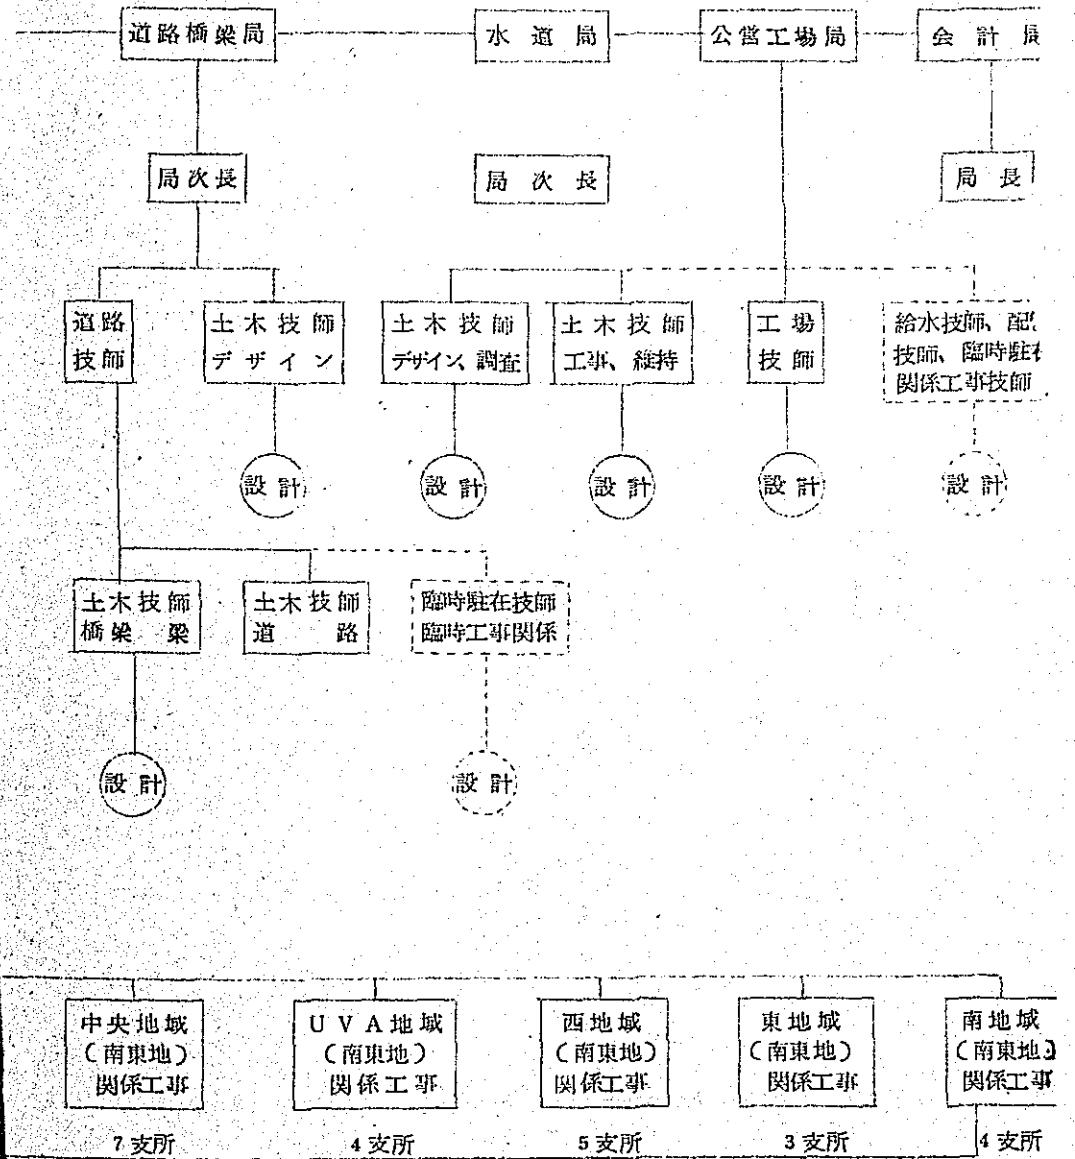 道路橋梁局
水道局
公営工場局
会計局
局次長
局次長
局長
道路
技師
土木技師
デザイン
土木技師
デザイン、調査
土木技師
工事、維持
工場
技師
給水技師、配
技師、臨時駐在
関係工事技師
設計
設計
設計
設計
設計
土木技師
橋梁 梁
土木技師
道路
臨時駐在技師
臨時工事関係
設計
設計
中央地域
(南東地)
関係工事
UVA地域
(南東地)
関係工事
西地域
(南東地)
関係工事
東地域
(南東地)
関係工事
南地域
(南東地)
関係工事
7支所
4支所
5支所
3支所
4支所